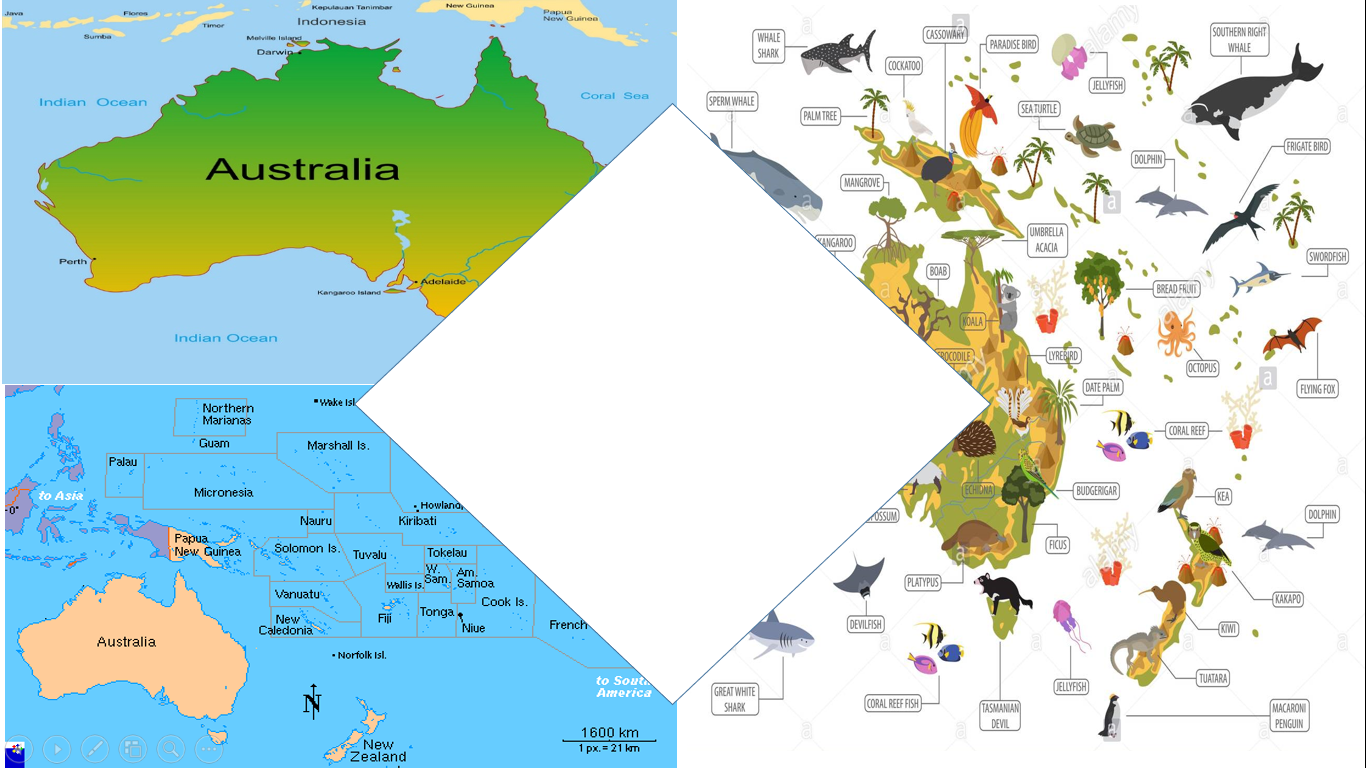 Java
Flores
Kepulauan Tanimbar
New Guinea
Papua
New Guinea
Indonesia
Timor
Sumba
Melville Island
Darwin
Indian Ocean
Coral Sea
Australia
Perth
Adelaide
Kangaroo Island
Indian Ocean
Northern
Marianas
Wake Isl
Guam
Marshall Is.
Palau
Micronesia
to Asia
0°
Howland,
Nauru
Kiribati
Papua
New Guinea
Solomon Is.
Tuvalu
Tokelau
W.
Sam.
Am.
Samoa
Wallis Is.
Vanuatu
Cook Is.
Tonga
Fiji
New
Caledonia
Niue
French
Australia
Norfolk Isl.
to South
America
N
1600 km
1 px. = 21 km
New
Zealand
WHALE
SHARK
CASSOWARY
PARADISE BIRD
SOUTHERN RIGHT
WHALE
COCKATOO
JELLYFISH
SPERM WHALE
PALM TREE
SEA TURTLE
DOLPHIN
FRIGATE BIRD
MANGROVE
KANGAROO
UMBRELLA
ACACIA
SWORDFISH
BOAB
BREAD FRUIT
KOALA
CROCODILE
LYREBIRD
OCTOPUS
FLYING FOX
DATE PALM
CORAL REEF
ECHIDNA
BUDGERIGAR
KEA
POSSUM
DOLPHIN
FICUS
PLATYPUS
KAKAPO
DEVILFISH
KIWI
TUATARA
JELLYFISH
GREAT WHITE
SHARK
CORAL REEF FISH
TASMANIAN
DEVIL
MACARONI
PENGUIN
alamy
a